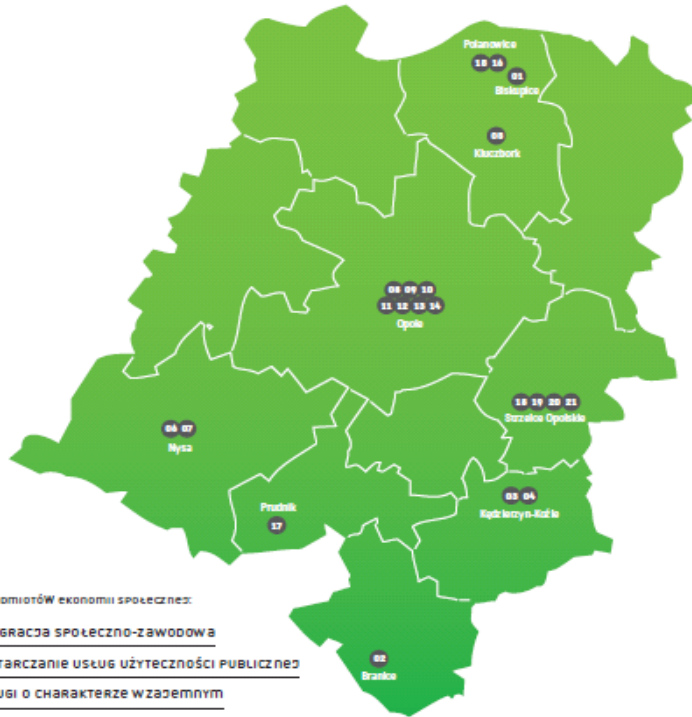 Polanowice
15 16
01
Biskupice
05
Kluczbork
08 09 10
11 12 13 14
Opole
18 19 20 21
Strzelce Opolskie
06 07
Nysa
03 04
Kędzierzyn-Koźle
Prudnik
17
02
Branice
OMIOTÓW EKONOMII SPOŁECZNEJ:
GRACJA SPOŁECZNO-ZAWODOWA
TARCZANIE USŁUG UŻYTECZNOŚCI PUBLICZNEJ
UGI O CHARAKTERZE WZAJEMNYM